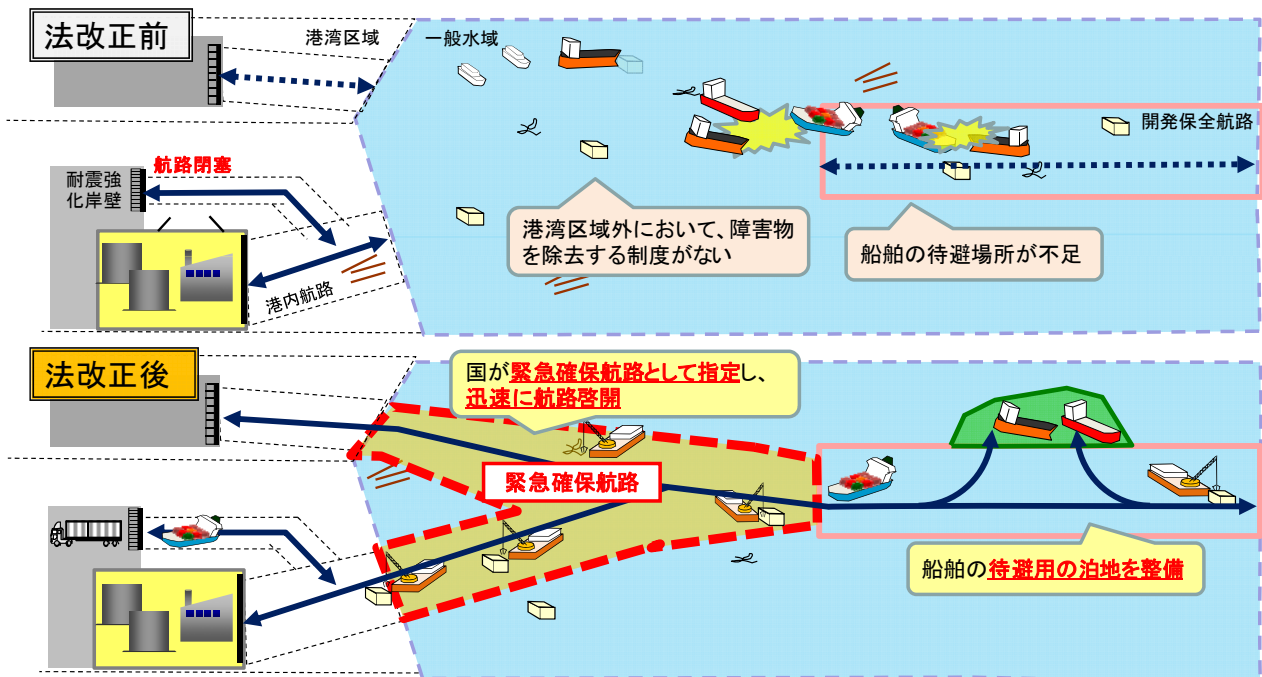 法改正前
港湾区域
一般水域
開発保全航路
航路閉塞
耐震強
化岸壁
港湾区域外において、障害物
を除去する制度がない
船舶の待避場所が不足
港内航路
法改正後
国が緊急確保航路として指定し、
迅速に航路啓開
緊急確保航路
船舶の待避用の泊地を整備